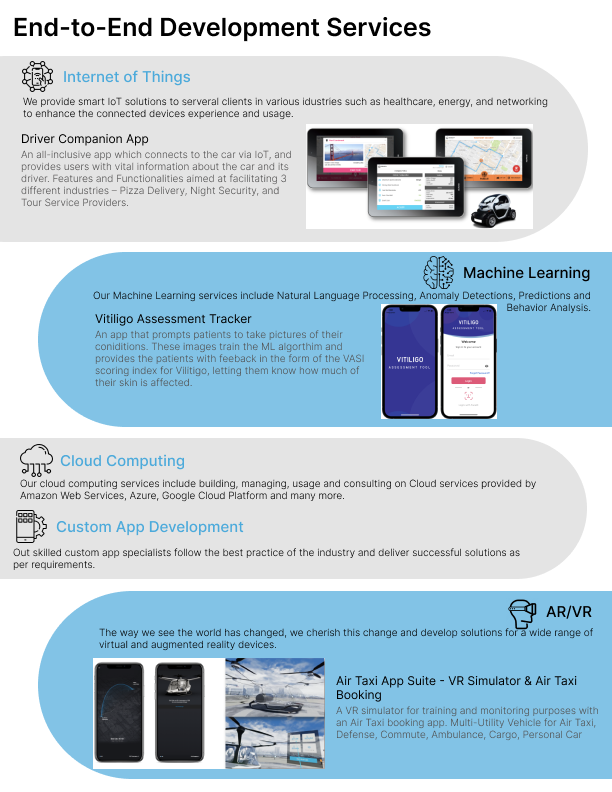 End-to-End Development Services
Internet of Things
We provide smart IoT solutions to serveral clients in various idustries such as healthcare, energy, and networking
to enhance the connected devices experience and usage.
Driver Companion App
An all-inclusive app which connects to the car via IoT, and
provides users with vital information about the car and its
driver. Features and Functionalities aimed at facilitating 3
different industries – Pizza Delivery, Night Security, and
Tour Service Providers.
Machine Learning
Our Machine Learning services include Natural Language Processing, Anomaly Detections, Predictions and
Behavior Analysis.
Vitiligo Assessment Tracker
An app that prompts patients to take pictures of their
coniditions. These images train the ML algorthim and
provides the patients with feeback in the form of the VASI
scoring index for Vilitigo, letting them know how much of
their skin is affected.
VITILIGO
ASSESSMENT TOOL
VITILIGO
ASSESSMENT TOOL
Welcome
Login
Cloud Computing
Our cloud computing services include building, managing, usage and consulting on Cloud services provided by
Amazon Web Services, Azure, Google Cloud Platform and many more.
Custom App Development
Out skilled custom app specialists follow the best practice of the industry and deliver successful solutions as
per requirements.
AR/VR
The way we see the world has changed, we cherish this change and develop solutions for a wide range of
virtual and augmented reality devices.
Air Taxi App Suite - VR Simulator & Air Taxi
Booking
A VR simulator for training and monitoring purposes with
an Air Taxi booking app. Multi-Utility Vehicle for Air Taxi,
Defense, Commute, Ambulance, Cargo, Personal Car